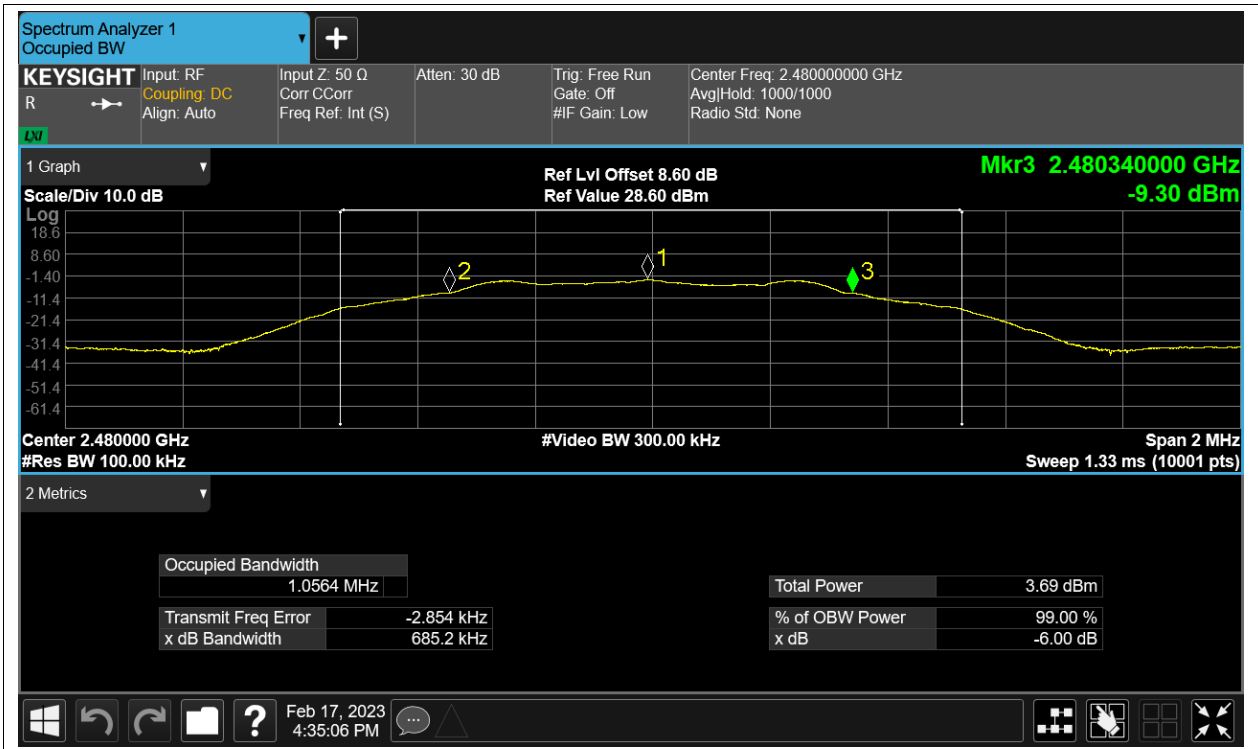 Spectrum Analyzer 1
Occupied BW
KEYSIGHT
R
LXI
Input: RF
Coupling: DC
Align: Auto
Input Z: 50 Ω
Corr CCorr
Freq Ref: Int (S)
Atten: 30 dB
Trig: Free Run
Gate: Off
#IF Gain: Low
Center Freq: 2.480000000 GHz
Avg|Hold: 1000/1000
Radio Std: None
1 Graph
Scale/Div 10.0 dB
Ref Lvl Offset 8.60 dB
Ref Value 28.60 dBm
Mkr3 2.480340000 GHz
-9.30 dBm
Log
18.6
8.60
-1.40
-11.4
-21.4
-31.4
-41.4
-51.4
-61.4
2
1
3
Center 2.480000 GHz
#Video BW 300.00 kHz
Span 2 MHz
#Res BW 100.00 kHz
Sweep 1.33 ms (10001 pts)
2 Metrics
Occupied Bandwidth
1.0564 MHz
Transmit Freq Error -2.854 kHz
x dB Bandwidth 685.2 kHz
Total Power 3.69 dBm
% of OBW Power 99.00 %
x dB -6.00 dB
?
Feb 17, 2023
4:35:06 PM